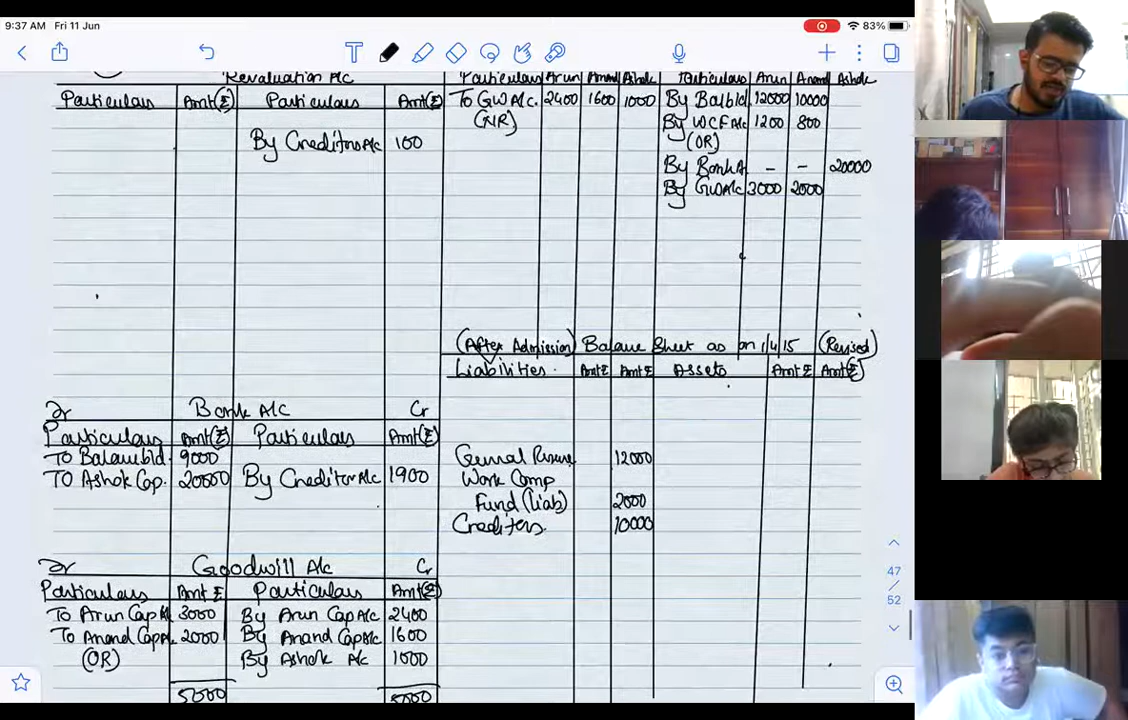 9:37 AM Fri 11 Jun
83%
Revaluation A/c
Particulars Amt(₹) Particulars Amt(₹)
By Creditors A/c 100
Particulars Arun Anand Ashok Particulars Arun Anand Ashok
To GW A/c. 2400 1600 1000 By Bal b/d 12000 10000
(NR) By WCF A/c 1200 800
(OR)
By Bank A - - 20000
By GW A/c 3000 2000
(After Admission) Balance Sheet as on 1/4/15 (Revised)
Liabilities. Amt ₹ Amt ₹ Assets Amt ₹ Amt ₹
General Reserve 12000
Work Comp
Fund (Liab) 2000
Creditors. 10000
Dr Bank A/c Cr
Particulars Amt(₹) Particulars Amt(₹)
To Balance b/d. 9000
TO Ashok Cap. 20000 By Creditor A/c 1900
Dr Goodwill A/c Cr
Particulars Amt ₹ Particulars Amt(₹)
To Arun Cap A/c 3000 By Arun Cap A/c 2400
To Anand Cap A. 2000 By Anand Cap A/c 1600
(OR) By Ashok A/c 1000
5000 5000
47
/
52
T